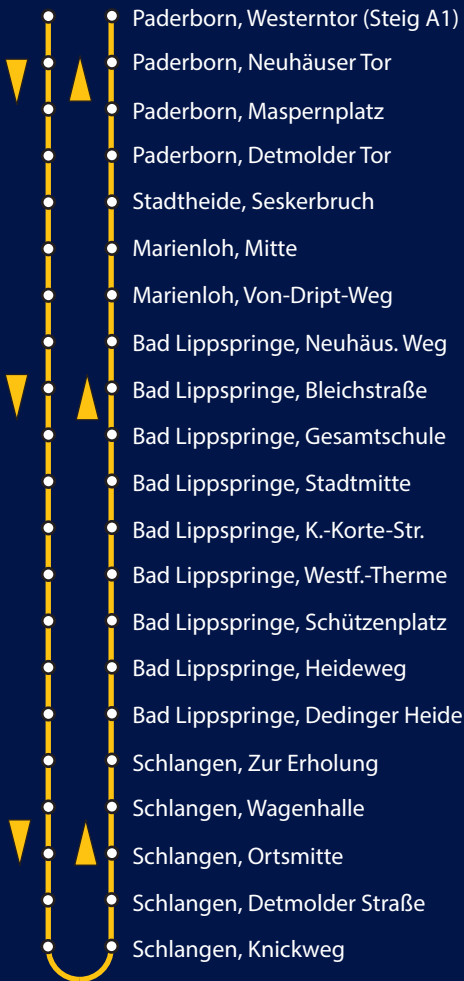 Paderborn, Westerntor (Steig A1)
Paderborn, Neuhäuser Tor
Paderborn, Maspernplatz
Paderborn, Detmolder Tor
Stadtheide, Seskerbruch
Marienloh, Mitte
Marienloh, Von-Dript-Weg
Bad Lippspringe, Neuhäus. Weg
Bad Lippspringe, Bleichstraße
Bad Lippspringe, Gesamtschule
Bad Lippspringe, Stadtmitte
Bad Lippspringe, K.-Korte-Str.
Bad Lippspringe, Westf.-Therme
Bad Lippspringe, Schützenplatz
Bad Lippspringe, Heideweg
Bad Lippspringe, Dedinger Heide
Schlangen, Zur Erholung
Schlangen, Wagenhalle
Schlangen, Ortsmitte
Schlangen, Detmolder Straße
Schlangen, Knickweg